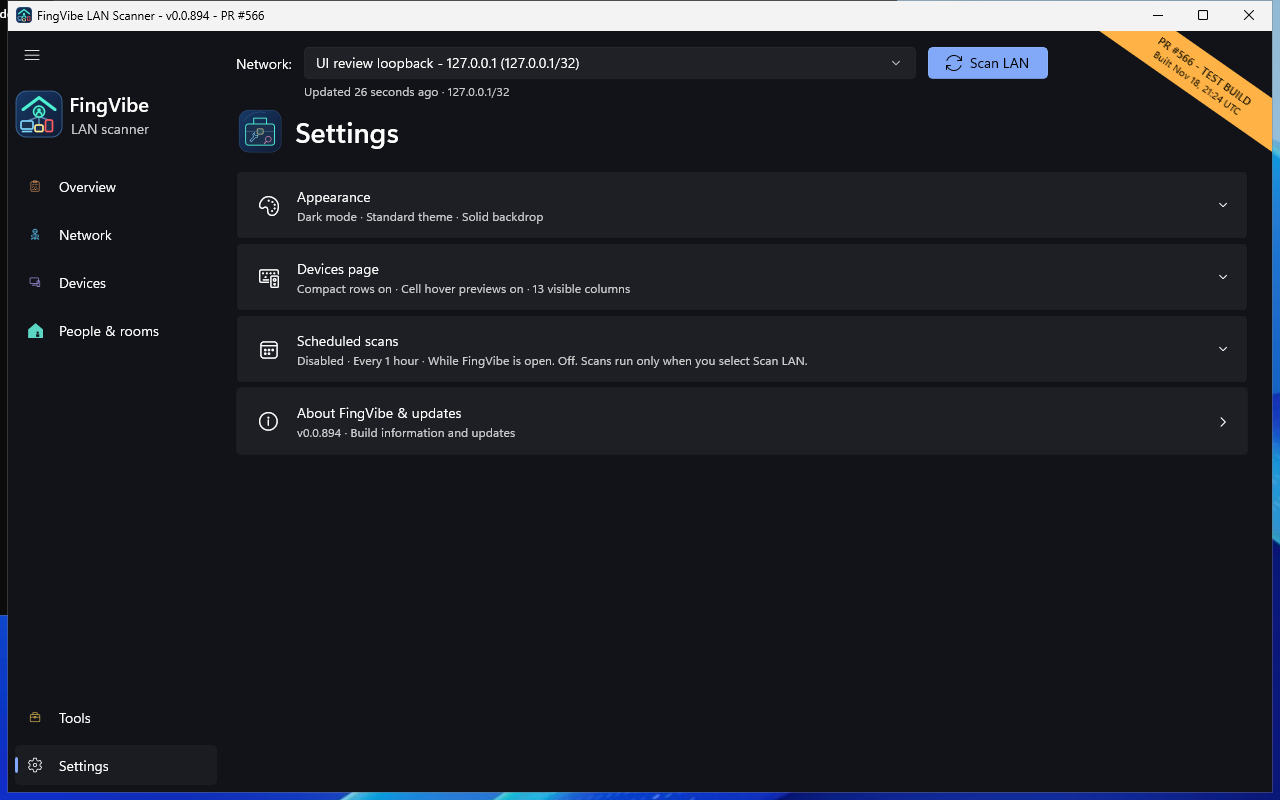 FingVibe LAN Scanner - v0.0.894 - PR #566
Network:
UI review loopback - 127.0.0.1 (127.0.0.1/32)
Scan LAN
Updated 26 seconds ago · 127.0.0.1/32
PR #566 - TEST BUILD
Built Nov 18, 21:24 UTC
FingVibe
LAN scanner
Overview
Network
Devices
People & rooms
Tools
Settings
Settings
Appearance
Dark mode · Standard theme · Solid backdrop
Devices page
Compact rows on · Cell hover previews on · 13 visible columns
Scheduled scans
Disabled · Every 1 hour · While FingVibe is open. Off. Scans run only when you select Scan LAN.
About FingVibe & updates
v0.0.894 · Build information and updates